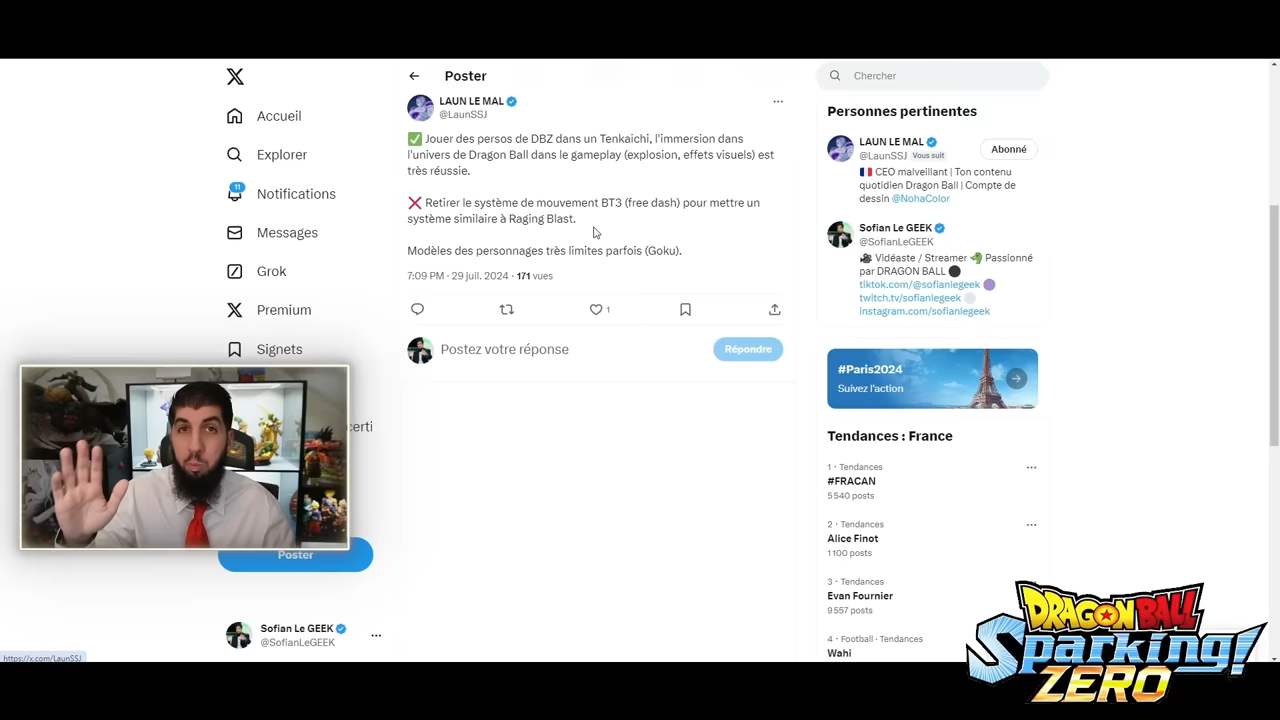 Poster
LAUN LE MAL
@LaunSSJ
✅ Jouer des persos de DBZ dans un Tenkaichi, l'immersion dans
l'univers de Dragon Ball dans le gameplay (explosion, effets visuels) est
très réussie.
❌ Retirer le système de mouvement BT3 (free dash) pour mettre un
système similaire à Raging Blast.
Modèles des personnages très limites parfois (Goku).
7:09 PM · 29 juil. 2024 · 171 vues
1
Postez votre réponse
Répondre
Accueil
Explorer
11
Notifications
Messages
Grok
Premium
Signets
certi
Poster
Sofian Le GEEK
@SofianLeGEEK
https://x.com/LaunSSJ
Chercher
Personnes pertinentes
LAUN LE MAL
@LaunSSJ Vous suit
Abonné
🇫🇷 CEO malveillant | Ton contenu
quotidien Dragon Ball | Compte de
dessin @NohaColor
Sofian Le GEEK
@SofianLeGEEK
🎥 Vidéaste / Streamer 🐉 Passionné
par DRAGON BALL
tiktok.com/@sofianlegeek
twitch.tv/sofianlegeek
instagram.com/sofianlegeek
#Paris2024
Suivez l'action
Tendances : France
1 · Tendances
#FRACAN
5 540 posts
2 · Tendances
Alice Finot
1 100 posts
3 · Tendances
Evan Fournier
9 557 posts
4 · Football · Tendances
Wahi
DRAGON BALL
Sparking!
ZERO